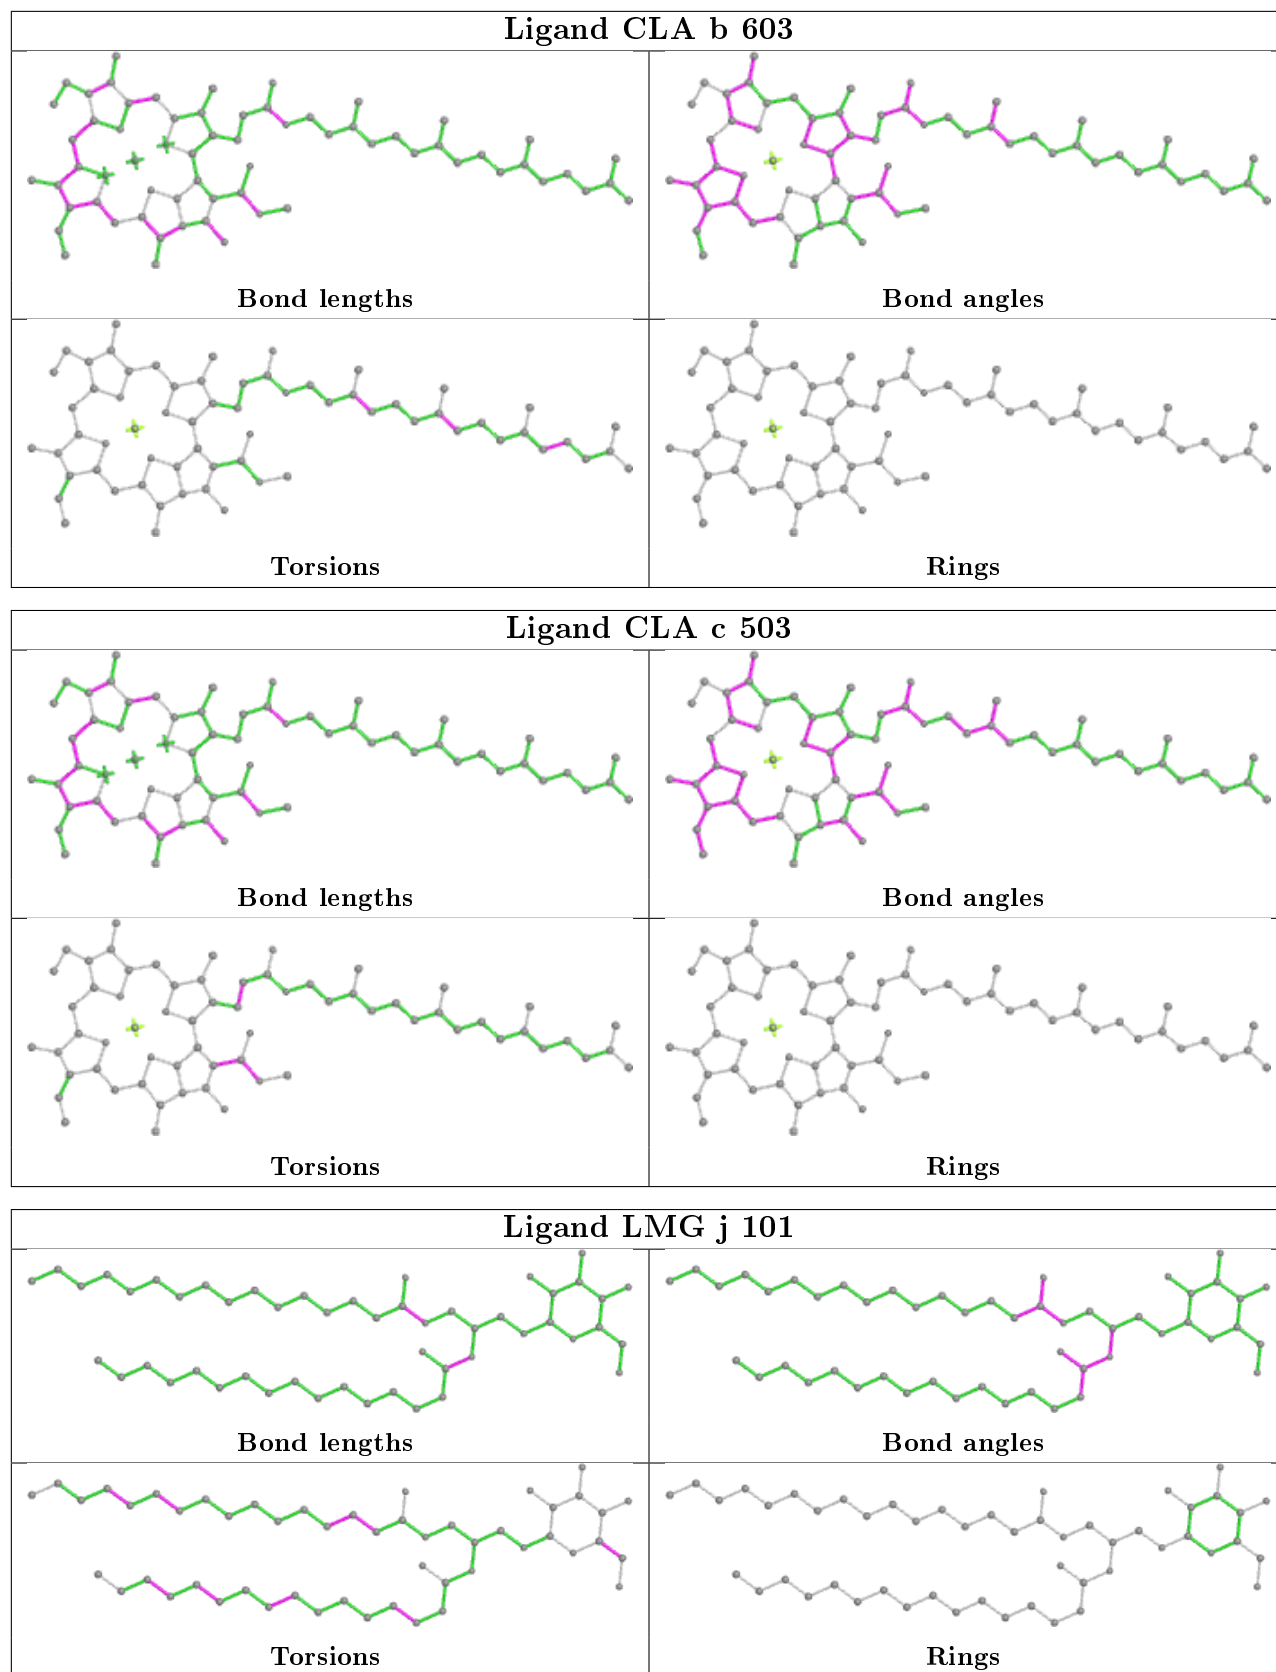 Ligand CLA b 603
Bond lengths
Bond angles
Torsions
Rings
Ligand CLA c 503
Bond lengths
Bond angles
Torsions
Rings
Ligand LMG j 101
Bond lengths
Bond angles
Torsions
Rings